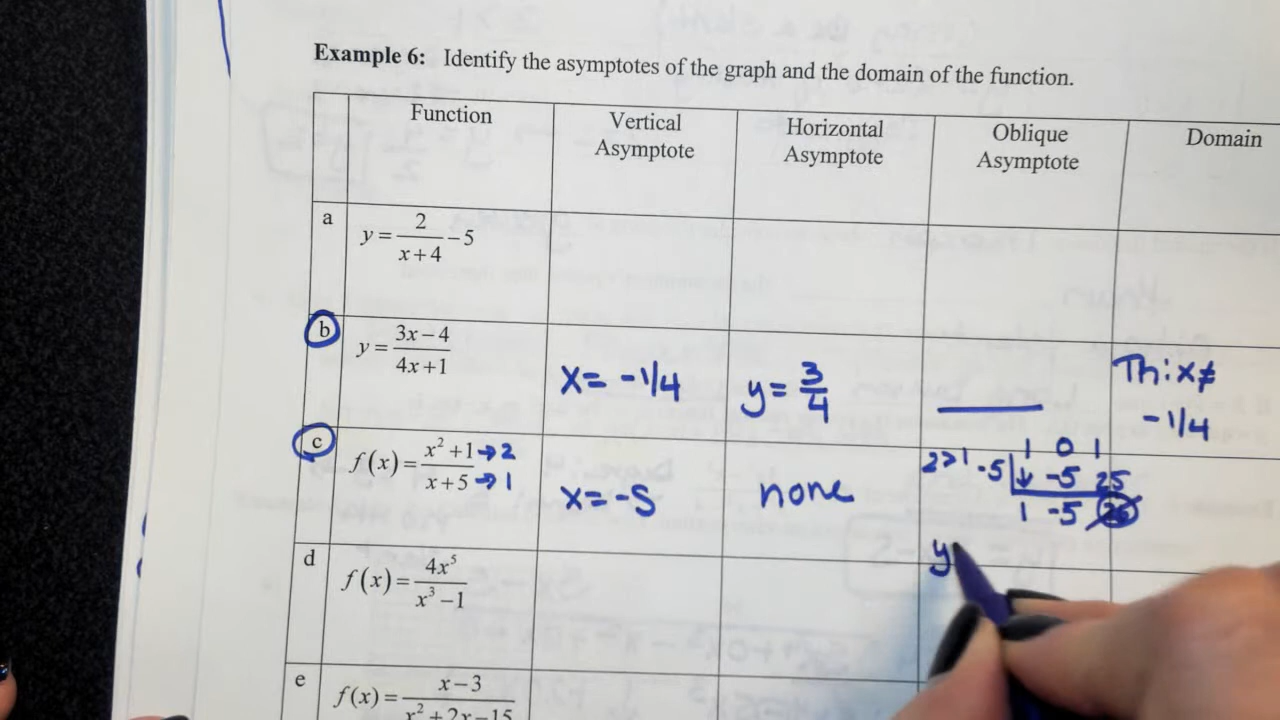 Example 6: Identify the asymptotes of the graph and the domain of the function.
Function Vertical Asymptote Horizontal Asymptote Oblique Asymptote Domain
a y = 2/(x+4) − 5
b y = (3x − 4)/(4x + 1) x = -1/4 y = 3/4 — Th: x ≠ -1/4
c f(x) = (x² + 1)/(x + 5) → 2 → 1 x = -5 none 2>1
-5 | 1 0 1
↓ -5 25
1 -5 26
y
d f(x) = 4x⁵/(x³ − 1)
e f(x) = (x − 3)/(x² + 2x − 15)